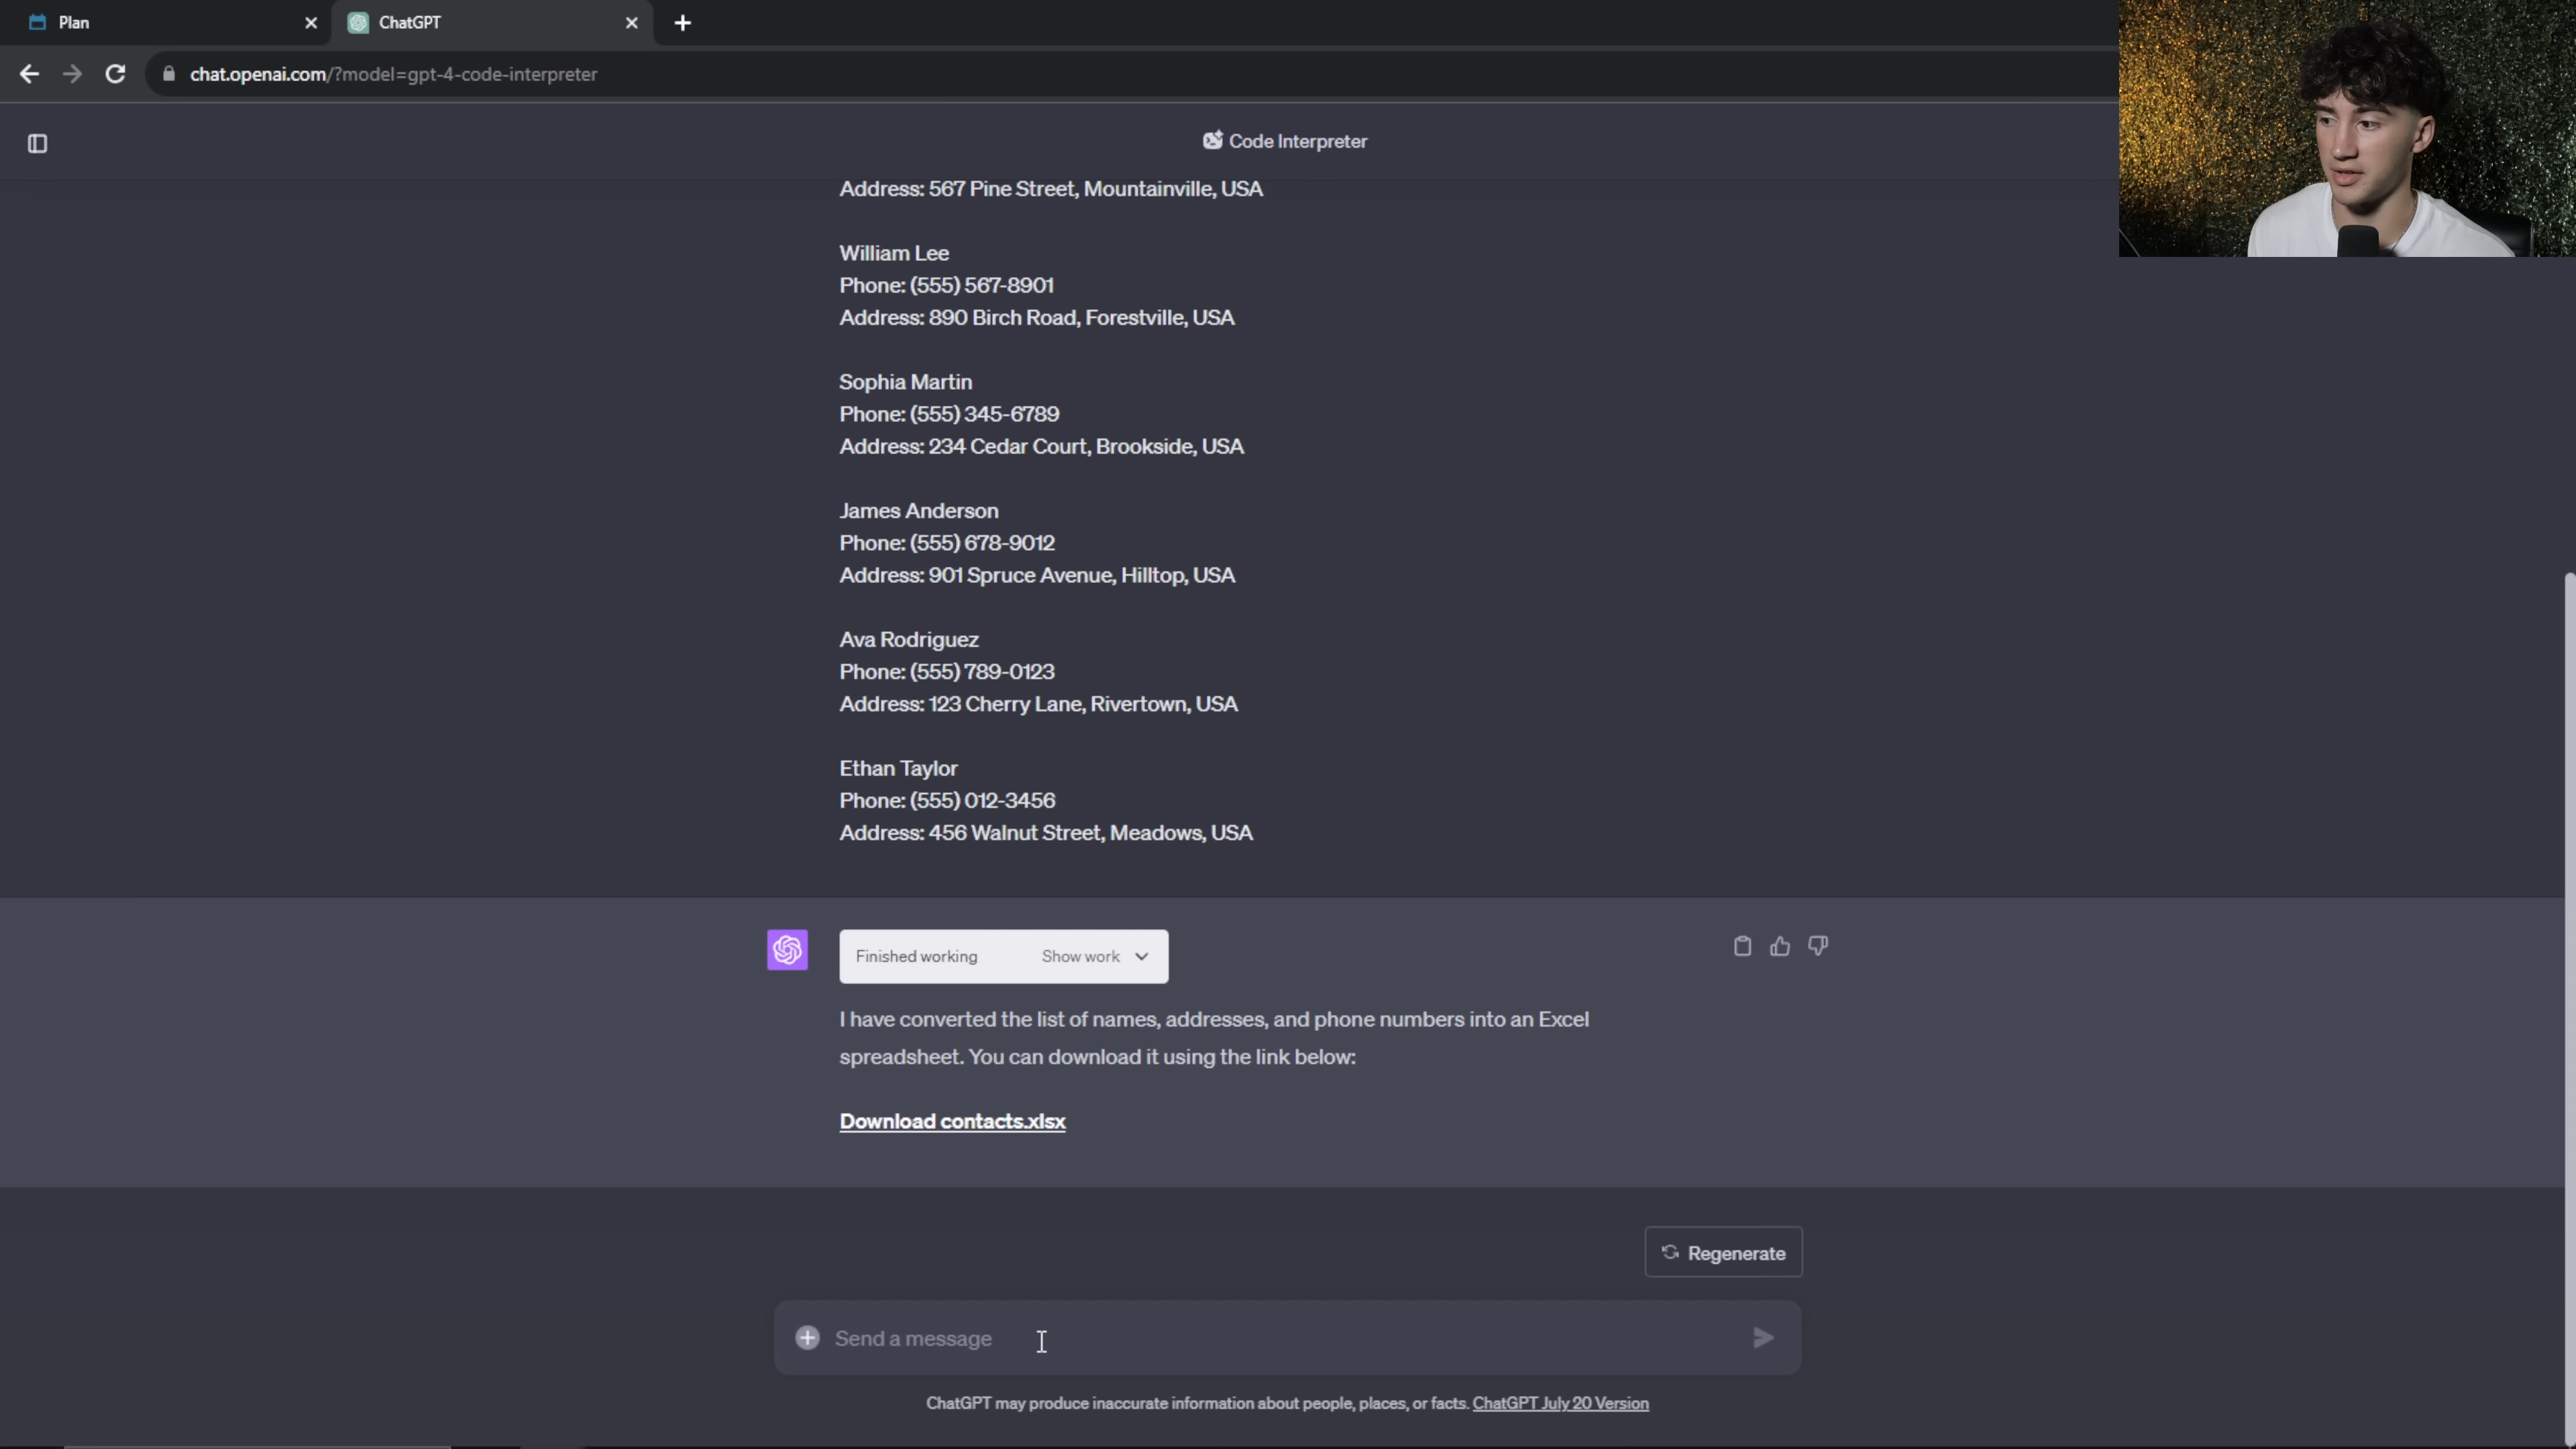 Plan
ChatGPT
chat.openai.com/?model=gpt-4-code-interpreter
Code Interpreter
Address: 567 Pine Street, Mountainville, USA
William Lee
Phone: (555) 567-8901
Address: 890 Birch Road, Forestville, USA
Sophia Martin
Phone: (555) 345-6789
Address: 234 Cedar Court, Brookside, USA
James Anderson
Phone: (555) 678-9012
Address: 901 Spruce Avenue, Hilltop, USA
Ava Rodriguez
Phone: (555) 789-0123
Address: 123 Cherry Lane, Rivertown, USA
Ethan Taylor
Phone: (555) 012-3456
Address: 456 Walnut Street, Meadows, USA
Finished working Show work
I have converted the list of names, addresses, and phone numbers into an Excel
spreadsheet. You can download it using the link below:
Download contacts.xlsx
Regenerate
Send a message
ChatGPT may produce inaccurate information about people, places, or facts. ChatGPT July 20 Version